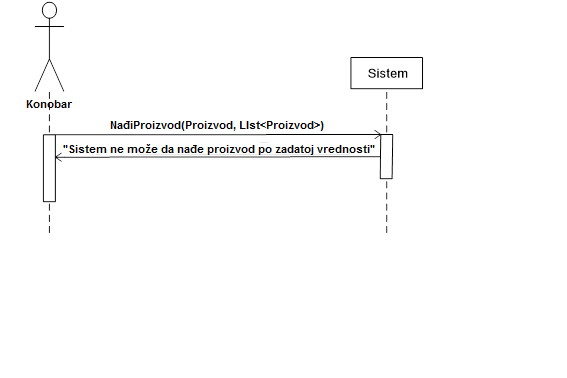 Sistem
Konobar
NađiProizvod(Proizvod, LIst<Proizvod>)
"Sistem ne može da nađe proizvod po zadatoj vrednosti"